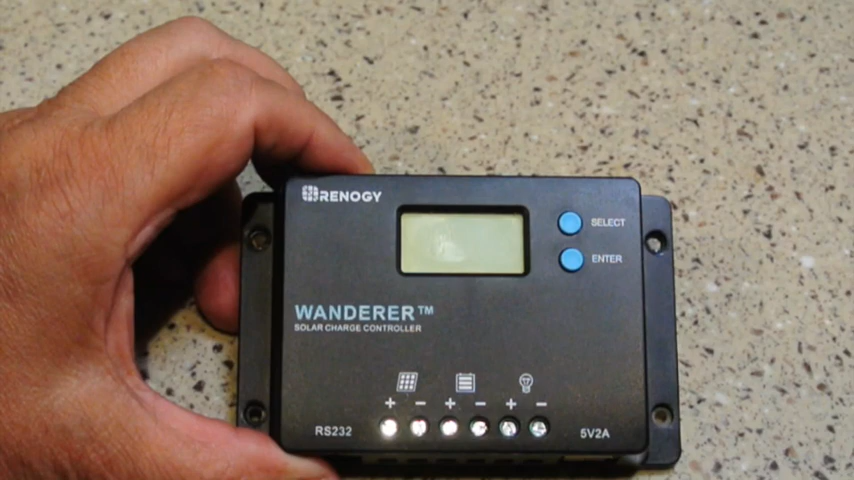 RENOGY
SELECT
ENTER
WANDERER™
SOLAR CHARGE CONTROLLER
+ − + − + −
RS232
5V2A